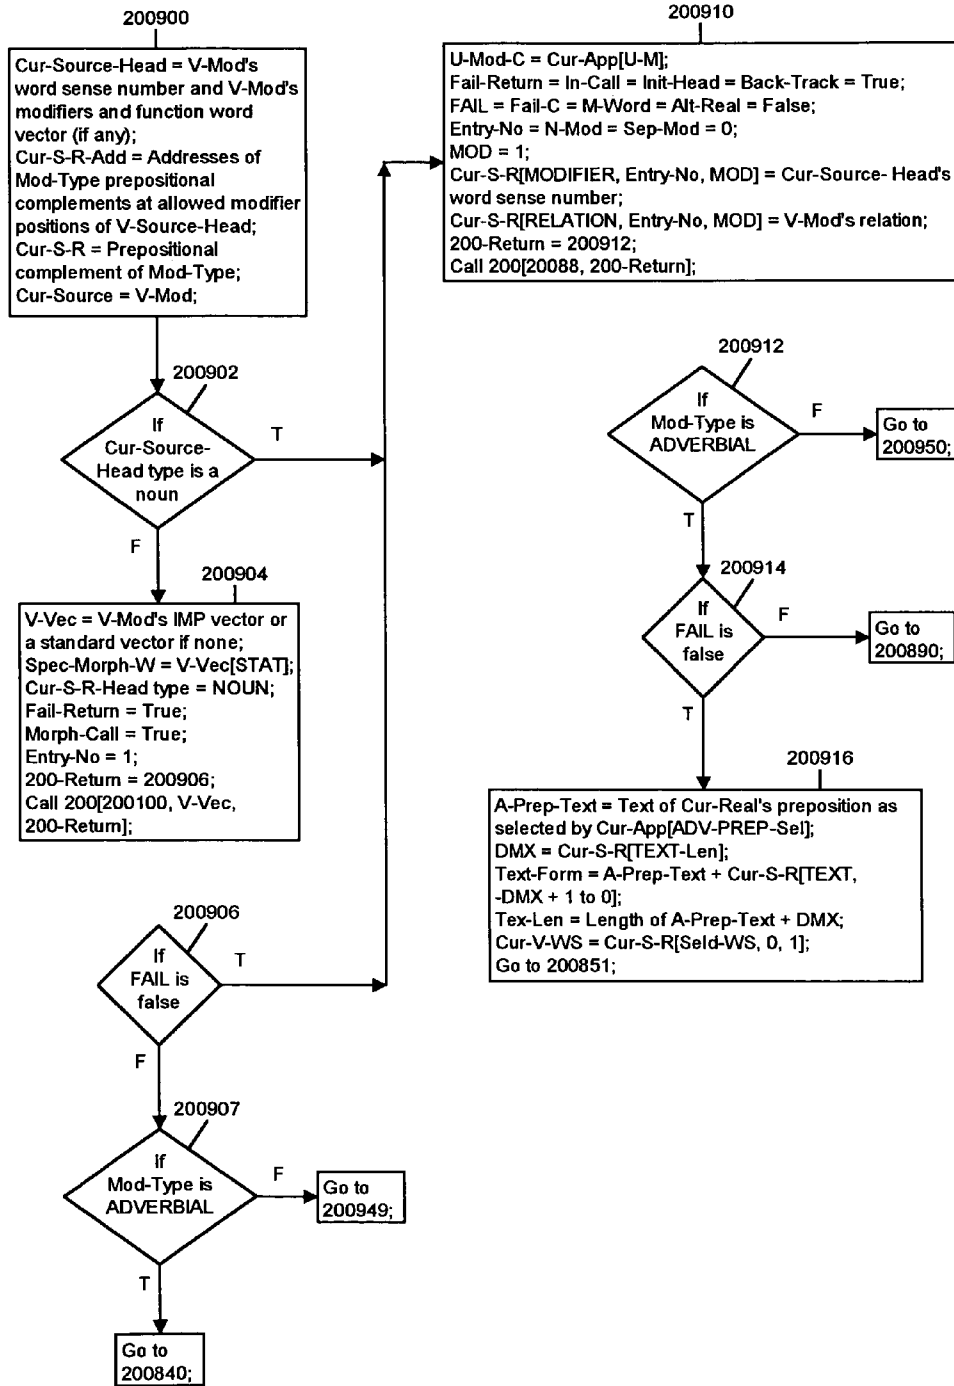 200900
Cur-Source-Head = V-Mod's
word sense number and V-Mod's
modifiers and function word
vector (if any);
Cur-S-R-Add = Addresses of
Mod-Type prepositional
complements at allowed modifier
positions of V-Source-Head;
Cur-S-R = Prepositional
complement of Mod-Type;
Cur-Source = V-Mod;
200902
If
Cur-Source-
Head type is a
noun
T
F
200904
V-Vec = V-Mod's IMP vector or
a standard vector if none;
Spec-Morph-W = V-Vec[STAT];
Cur-S-R-Head type = NOUN;
Fail-Return = True;
Morph-Call = True;
Entry-No = 1;
200-Return = 200906;
Call 200[200100, V-Vec,
200-Return];
200906
If
FAIL is
false
T
F
200907
If
Mod-Type is
ADVERBIAL
F
Go to
200949;
T
Go to
200840;
200910
U-Mod-C = Cur-App[U-M];
Fail-Return = In-Call = Init-Head = Back-Track = True;
FAIL = Fail-C = M-Word = Alt-Real = False;
Entry-No = N-Mod = Sep-Mod = 0;
MOD = 1;
Cur-S-R[MODIFIER, Entry-No, MOD] = Cur-Source- Head's
word sense number;
Cur-S-R[RELATION, Entry-No, MOD] = V-Mod's relation;
200-Return = 200912;
Call 200[20088, 200-Return];
200912
If
Mod-Type is
ADVERBIAL
F
Go to
200950;
T
200914
If
FAIL is
false
F
Go to
200890;
T
200916
A-Prep-Text = Text of Cur-Real's preposition as
selected by Cur-App[ADV-PREP-Sel];
DMX = Cur-S-R[TEXT-Len];
Text-Form = A-Prep-Text + Cur-S-R[TEXT,
-DMX + 1 to 0];
Tex-Len = Length of A-Prep-Text + DMX;
Cur-V-WS = Cur-S-R[Seld-WS, 0, 1];
Go to 200851;